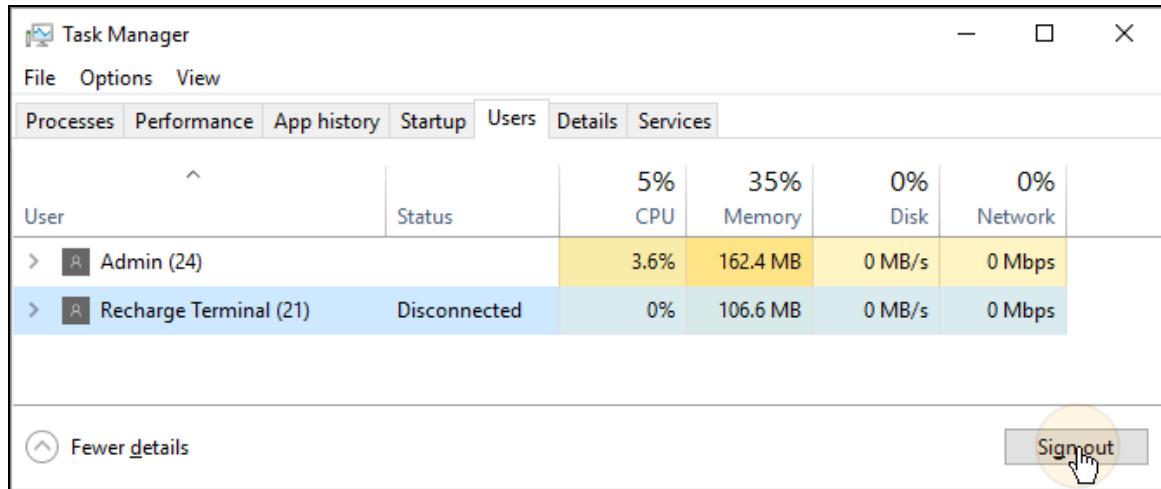 Task Manager
File Options View
Processes Performance App history Startup Users Details Services
5% 35% 0% 0%
User Status CPU Memory Disk Network
Admin (24) 3.6% 162.4 MB 0 MB/s 0 Mbps
Recharge Terminal (21) Disconnected 0% 106.6 MB 0 MB/s 0 Mbps
Fewer details Sign out